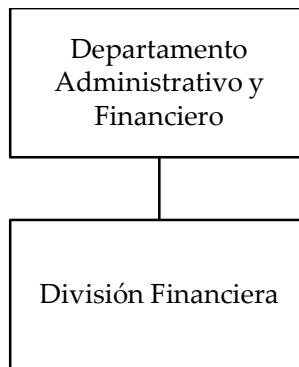 Departamento
Administrativo y
Financiero
División Financiera